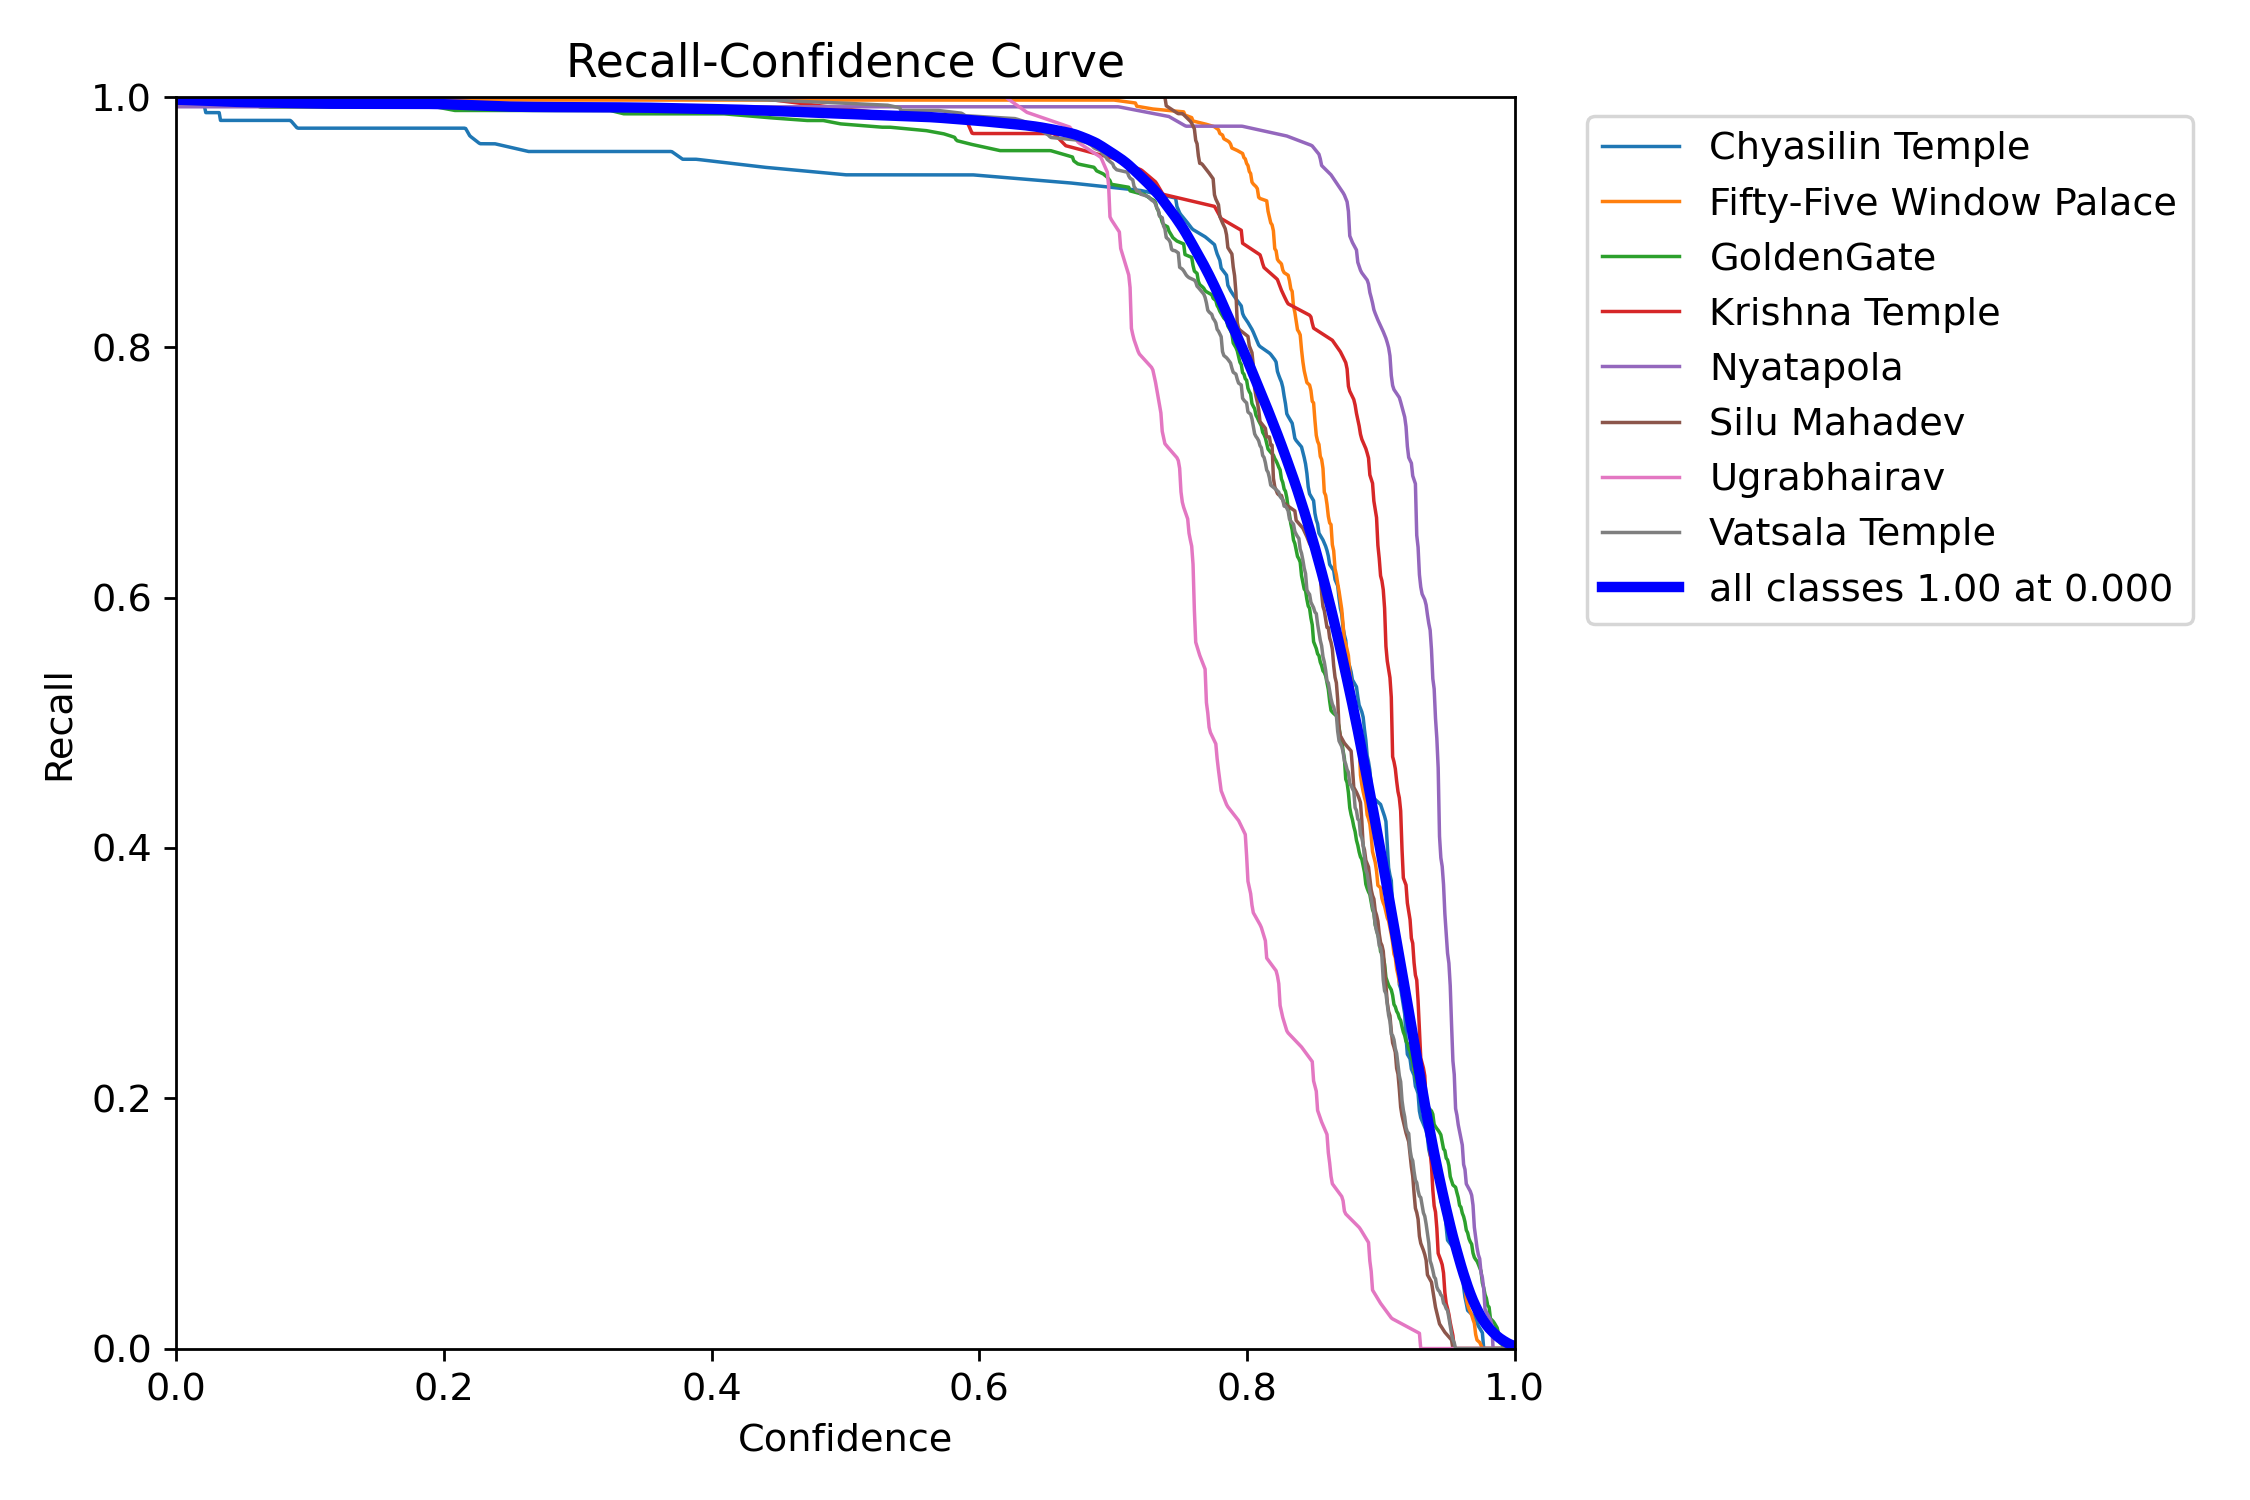 Recall-Confidence Curve
1.0
0.8
0.6
0.4
0.2
0.0
Recall
0.0 0.2 0.4 0.6 0.8 1.0
Confidence
Chyasilin Temple
Fifty-Five Window Palace
GoldenGate
Krishna Temple
Nyatapola
Silu Mahadev
Ugrabhairav
Vatsala Temple
all classes 1.00 at 0.000